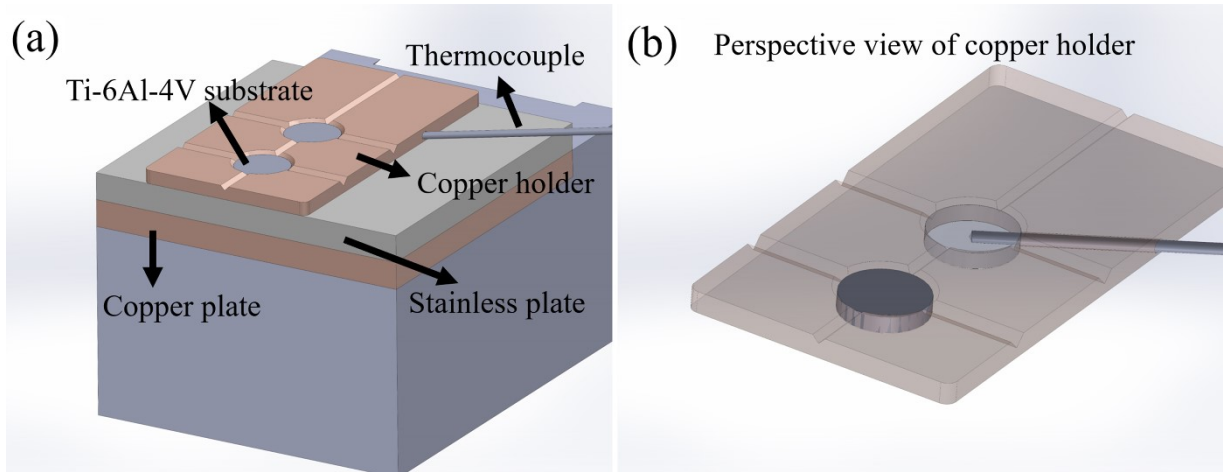 (a)
Thermocouple
Ti-6Al-4V substrate
Copper holder
Copper plate
Stainless plate
(b)
Perspective view of copper holder